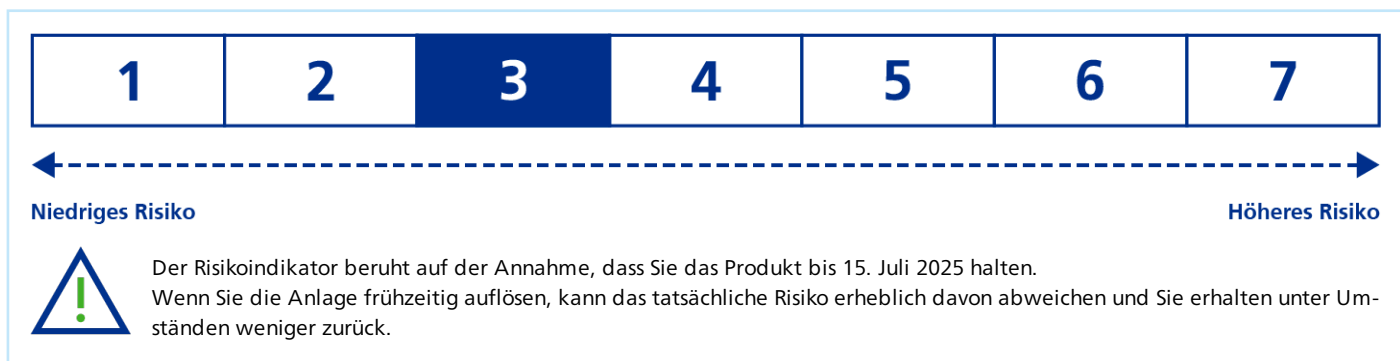 1 2 3 4 5 6 7
Niedriges Risiko Höheres Risiko
Der Risikoindikator beruht auf der Annahme, dass Sie das Produkt bis 15. Juli 2025 halten.
Wenn Sie die Anlage frühzeitig auflösen, kann das tatsächliche Risiko erheblich davon abweichen und Sie erhalten unter Um-
ständen weniger zurück.